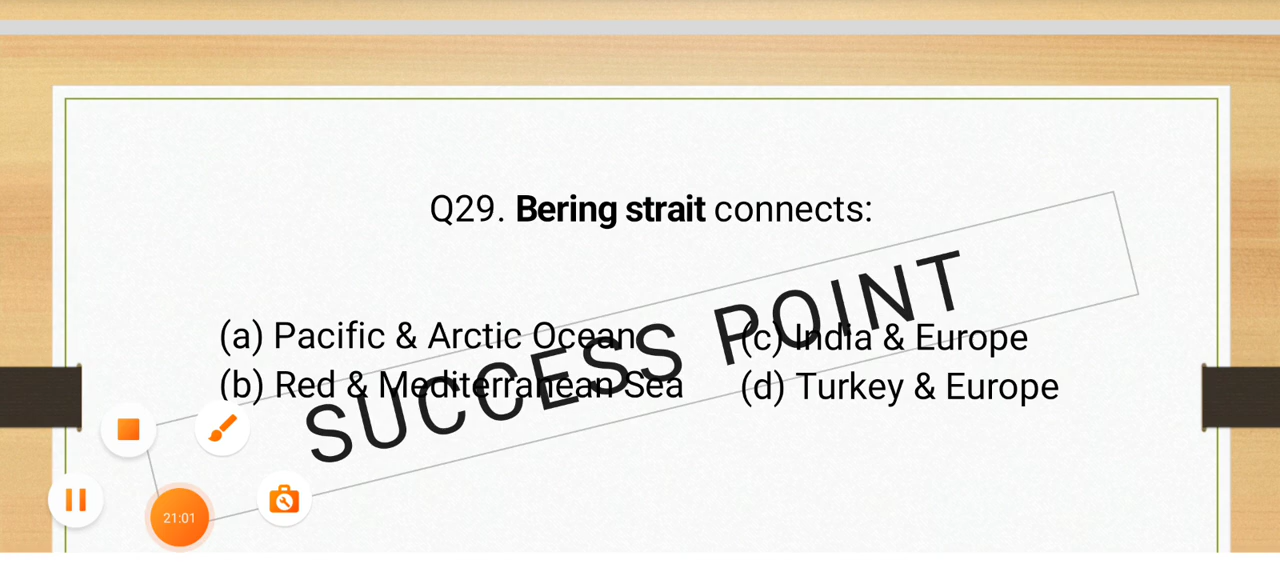 Q29. Bering strait connects:
(a) Pacific & Arctic Ocean
(b) Red & Mediterranean Sea
(c) India & Europe
(d) Turkey & Europe
SUCCESS POINT
21:01